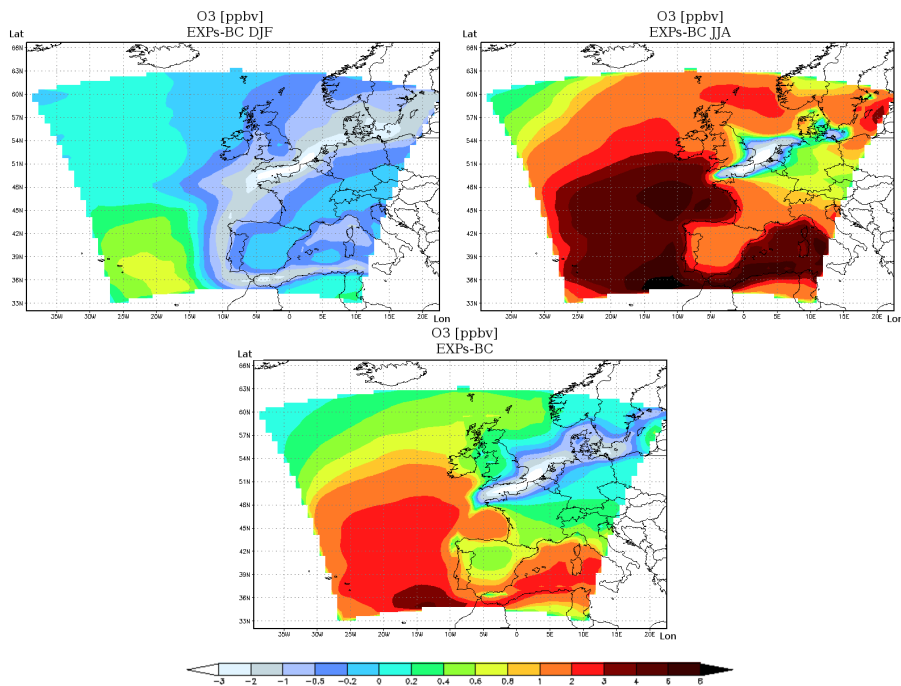 O3 [ppbv]
EXPs-BC DJF
Lat
66N
63N
60N
57N
54N
51N
48N
45N
42N
39N
36N
33N
35W 30W 25W 20W 15W 10W 5W 0 5E 10E 15E 20E Lon
O3 [ppbv]
EXPs-BC JJA
Lat
66N
63N
60N
57N
54N
51N
48N
45N
42N
39N
36N
33N
35W 30W 25W 20W 15W 10W 5W 0 5E 10E 15E 20E Lon
O3 [ppbv]
EXPs-BC
Lat
66N
63N
60N
57N
54N
51N
48N
45N
42N
39N
36N
33N
35W 30W 25W 20W 15W 10W 5W 0 5E 10E 15E 20E Lon
-3 -2 -1 -0.5 -0.2 0 0.2 0.4 0.6 0.8 1 2 3 4 5 6 8